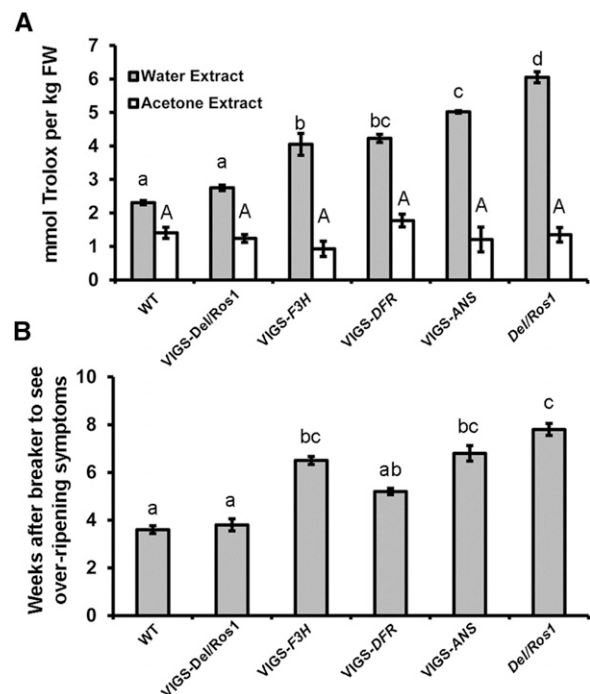 A
mmol Trolox per kg FW
7
6
5
4
3
2
1
0
Water Extract
Acetone Extract
a
A
a
A
b
A
bc
A
c
A
d
A
WT
VIGS-Del/Ros1
VIGS-F3H
VIGS-DFR
VIGS-ANS
Del/Ros1
B
Weeks after breaker to see
over-ripening symptoms
10
8
6
4
2
0
a
a
bc
ab
bc
c
WT
VIGS-Del/Ros1
VIGS-F3H
VIGS-DFR
VIGS-ANS
Del/Ros1